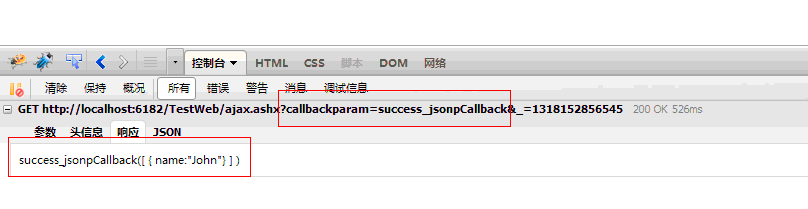 控制台 HTML CSS 脚本 DOM 网络
清除 保持 概况 所有 错误 警告 消息 调试信息
GET http://localhost:6182/TestWeb/ajax.ashx?callbackparam=success_jsonpCallback&_=1318152856545 200 OK 526ms
参数 头信息 响应 JSON
success_jsonpCallback([ { name:"John"} ] )